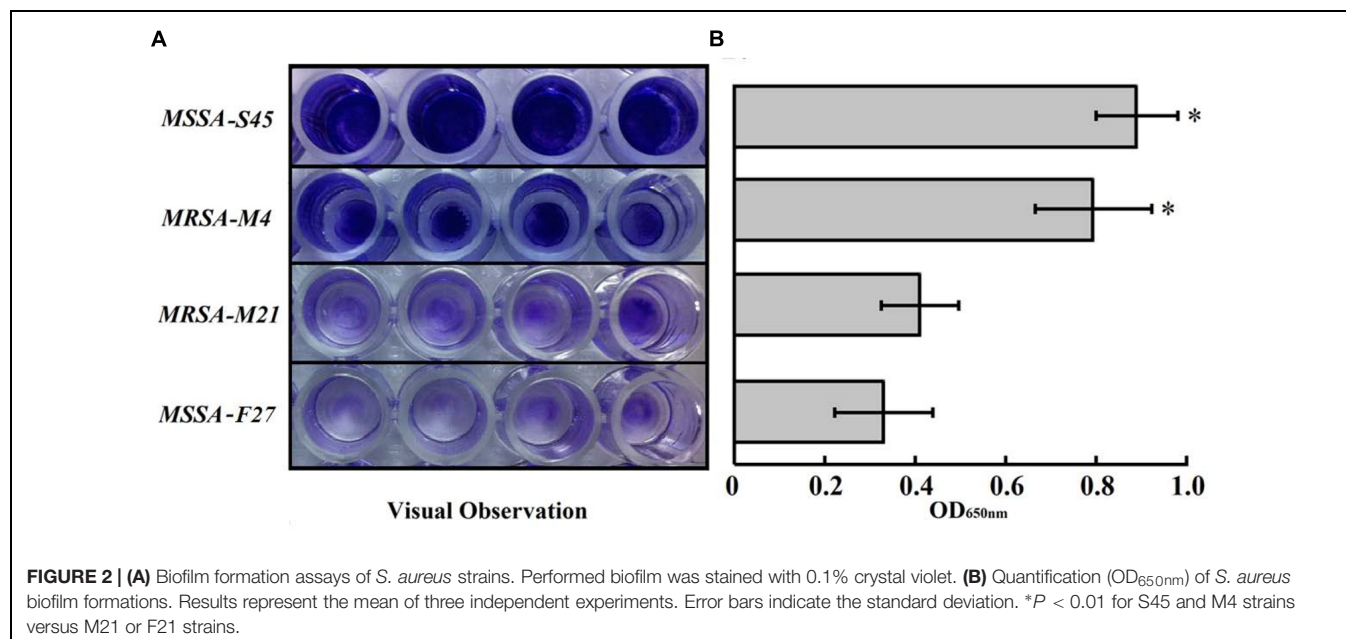 A
B
MSSA-S45
MRSA-M4
MRSA-M21
MSSA-F27
*
*
0 0.2 0.4 0.6 0.8 1.0
Visual Observation
OD650nm
FIGURE 2 | (A) Biofilm formation assays of S. aureus strains. Performed biofilm was stained with 0.1% crystal violet. (B) Quantification (OD650nm) of S. aureus
biofilm formations. Results represent the mean of three independent experiments. Error bars indicate the standard deviation. *P < 0.01 for S45 and M4 strains
versus M21 or F21 strains.